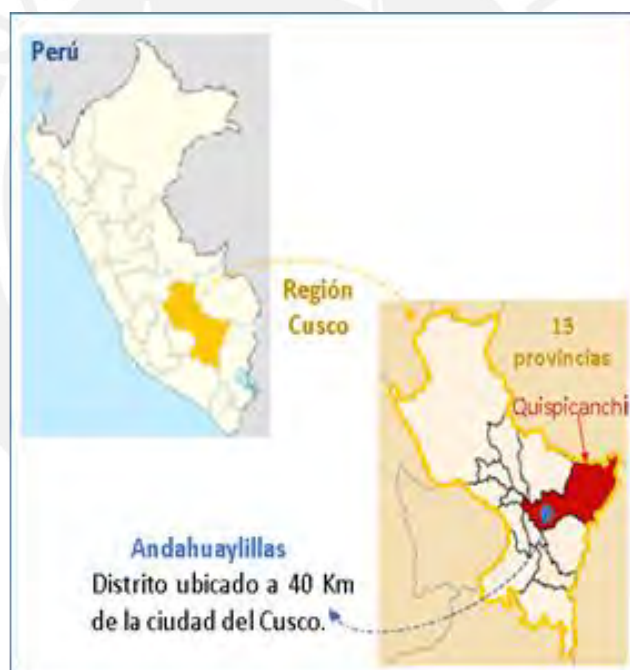 Perú
Región
Cusco
13
provincias
Quispicanchi
Andahuaylillas
Distrito ubicado a 40 Km
de la ciudad del Cusco.